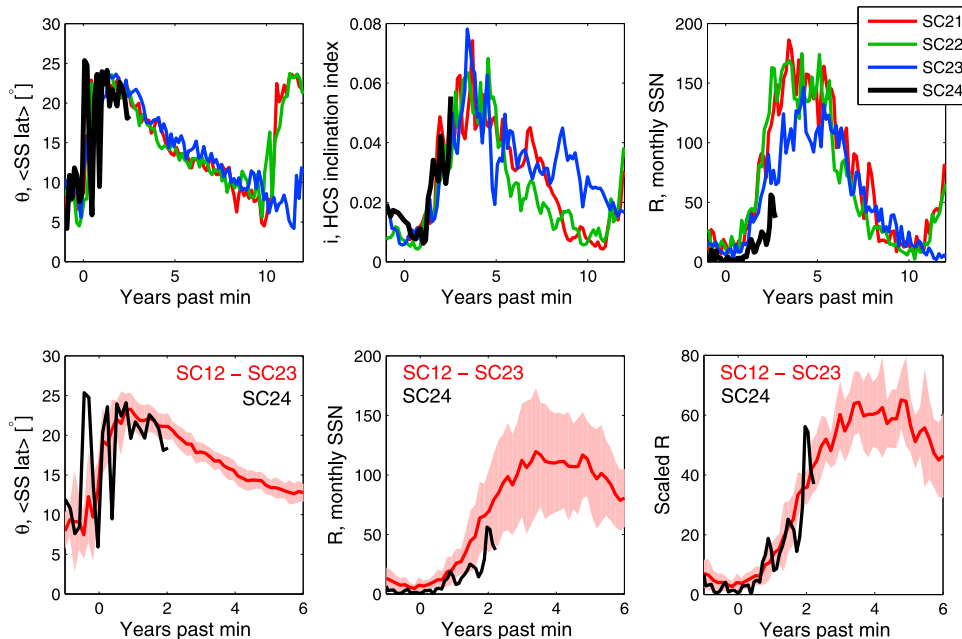 30
25
20
15
10
5
0
0
5
10
θ, <SS lat> [°]
Years past min
0.08
0.06
0.04
0.02
0
0
5
10
i, HCS inclination index
Years past min
200
150
100
50
0
0
5
10
R, monthly SSN
Years past min
SC21
SC22
SC23
SC24
30
25
20
15
10
5
0
0
2
4
6
θ, <SS lat> [°]
Years past min
SC12 – SC23
SC24
200
150
100
50
0
0
2
4
6
R, monthly SSN
Years past min
SC12 – SC23
SC24
80
60
40
20
0
0
2
4
6
Scaled R
Years past min
SC12 – SC23
SC24